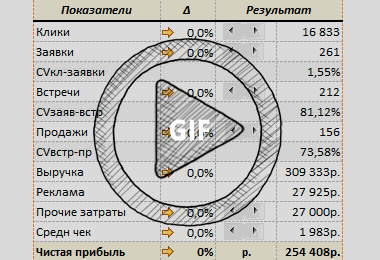 Показатели Δ Результат
Клики 0,0% 16 833
Заявки 0,0% 261
CVкл-заявки 1,55%
Встречи 0,0% 212
CVзаяв-встр 81,12%
Продажи 0,0% 156
CVвстр-пр 73,58%
Выручка 0,0% 309 333р.
Реклама 27 925р.
Прочие затраты 0,0% 27 000р.
Средн чек 0,0% 1 983р.
Чистая прибыль 0% р. 254 408р.
GIF